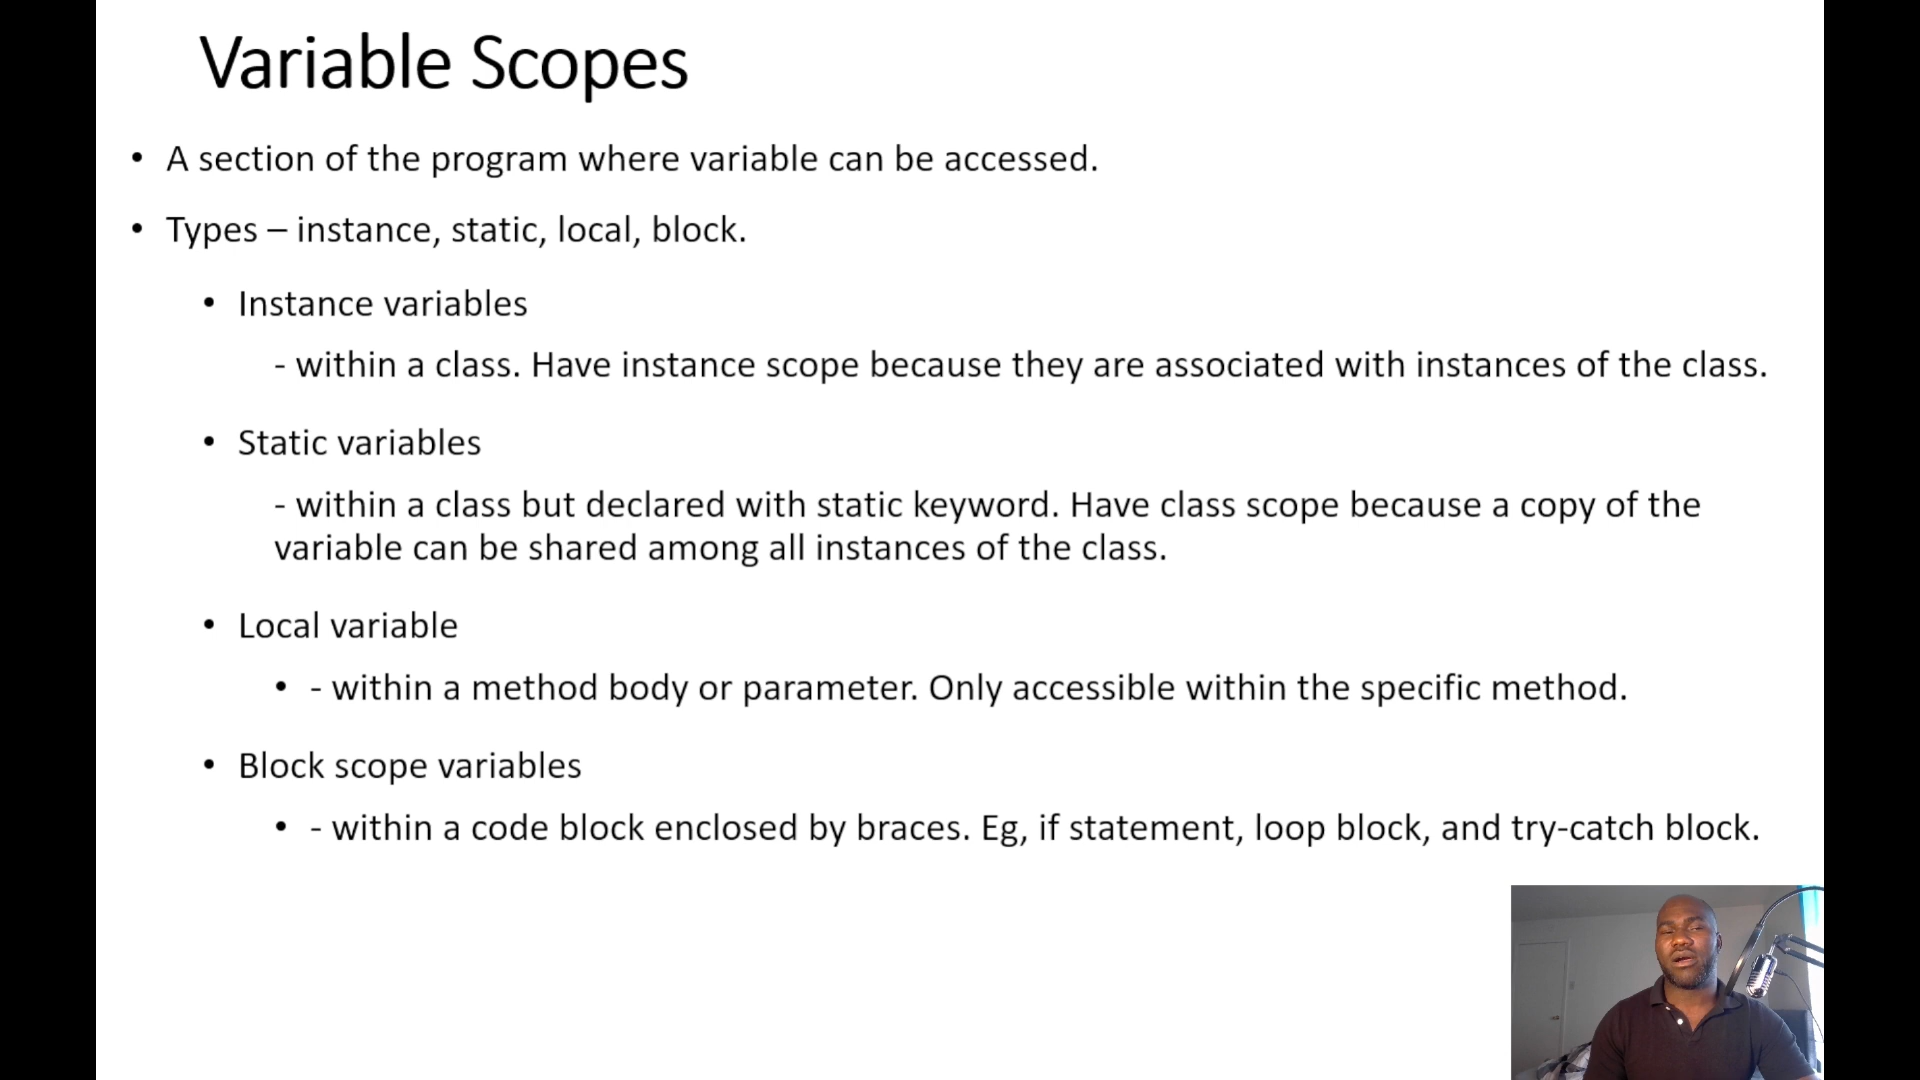 Variable Scopes
• A section of the program where variable can be accessed.
• Types – instance, static, local, block.
• Instance variables
- within a class. Have instance scope because they are associated with instances of the class.
• Static variables
- within a class but declared with static keyword. Have class scope because a copy of the
variable can be shared among all instances of the class.
• Local variable
• - within a method body or parameter. Only accessible within the specific method.
• Block scope variables
• - within a code block enclosed by braces. Eg, if statement, loop block, and try-catch block.